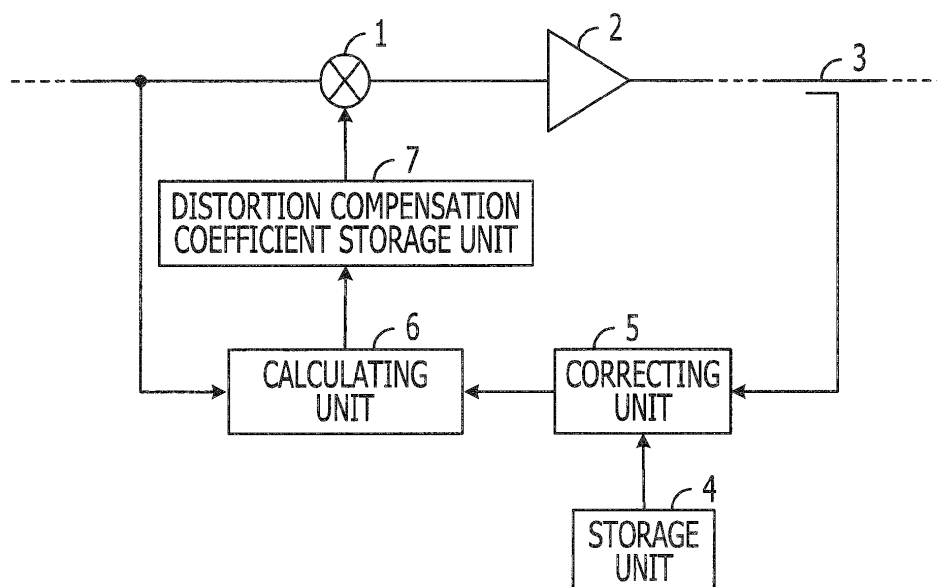 1
2
3
7
DISTORTION COMPENSATION
COEFFICIENT STORAGE UNIT
6
CALCULATING
UNIT
5
CORRECTING
UNIT
4
STORAGE
UNIT